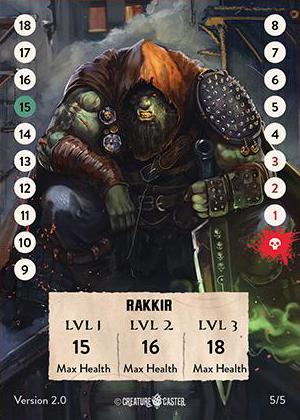 18 8
17 7
16 6
15 5
14 4
13 3
12 2
11 1
10
9
RAKKIR
LVL 1 LVL 2 LVL 3
15 16 18
Max Health Max Health Max Health
Version 2.0 © CREATURE CASTER 5/5